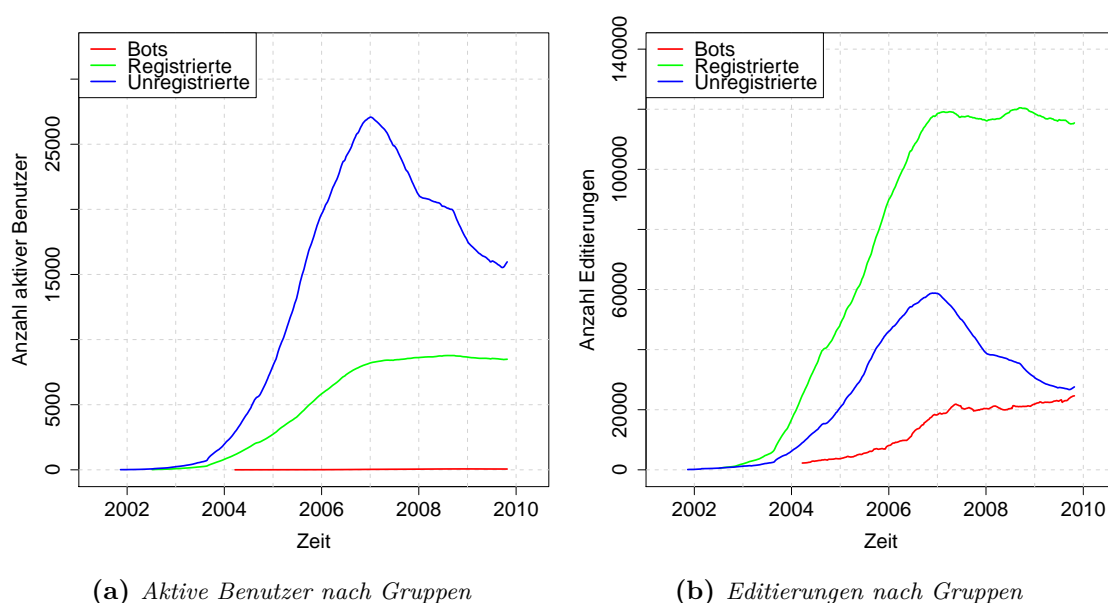 Bots
Registrierte
Unregistrierte
Anzahl aktiver Benutzer
0
5000
15000
25000
2002
2004
2006
2008
2010
Zeit
(a) Aktive Benutzer nach Gruppen
Bots
Registrierte
Unregistrierte
Anzahl Editierungen
0
20000
60000
100000
140000
2002
2004
2006
2008
2010
Zeit
(b) Editierungen nach Gruppen